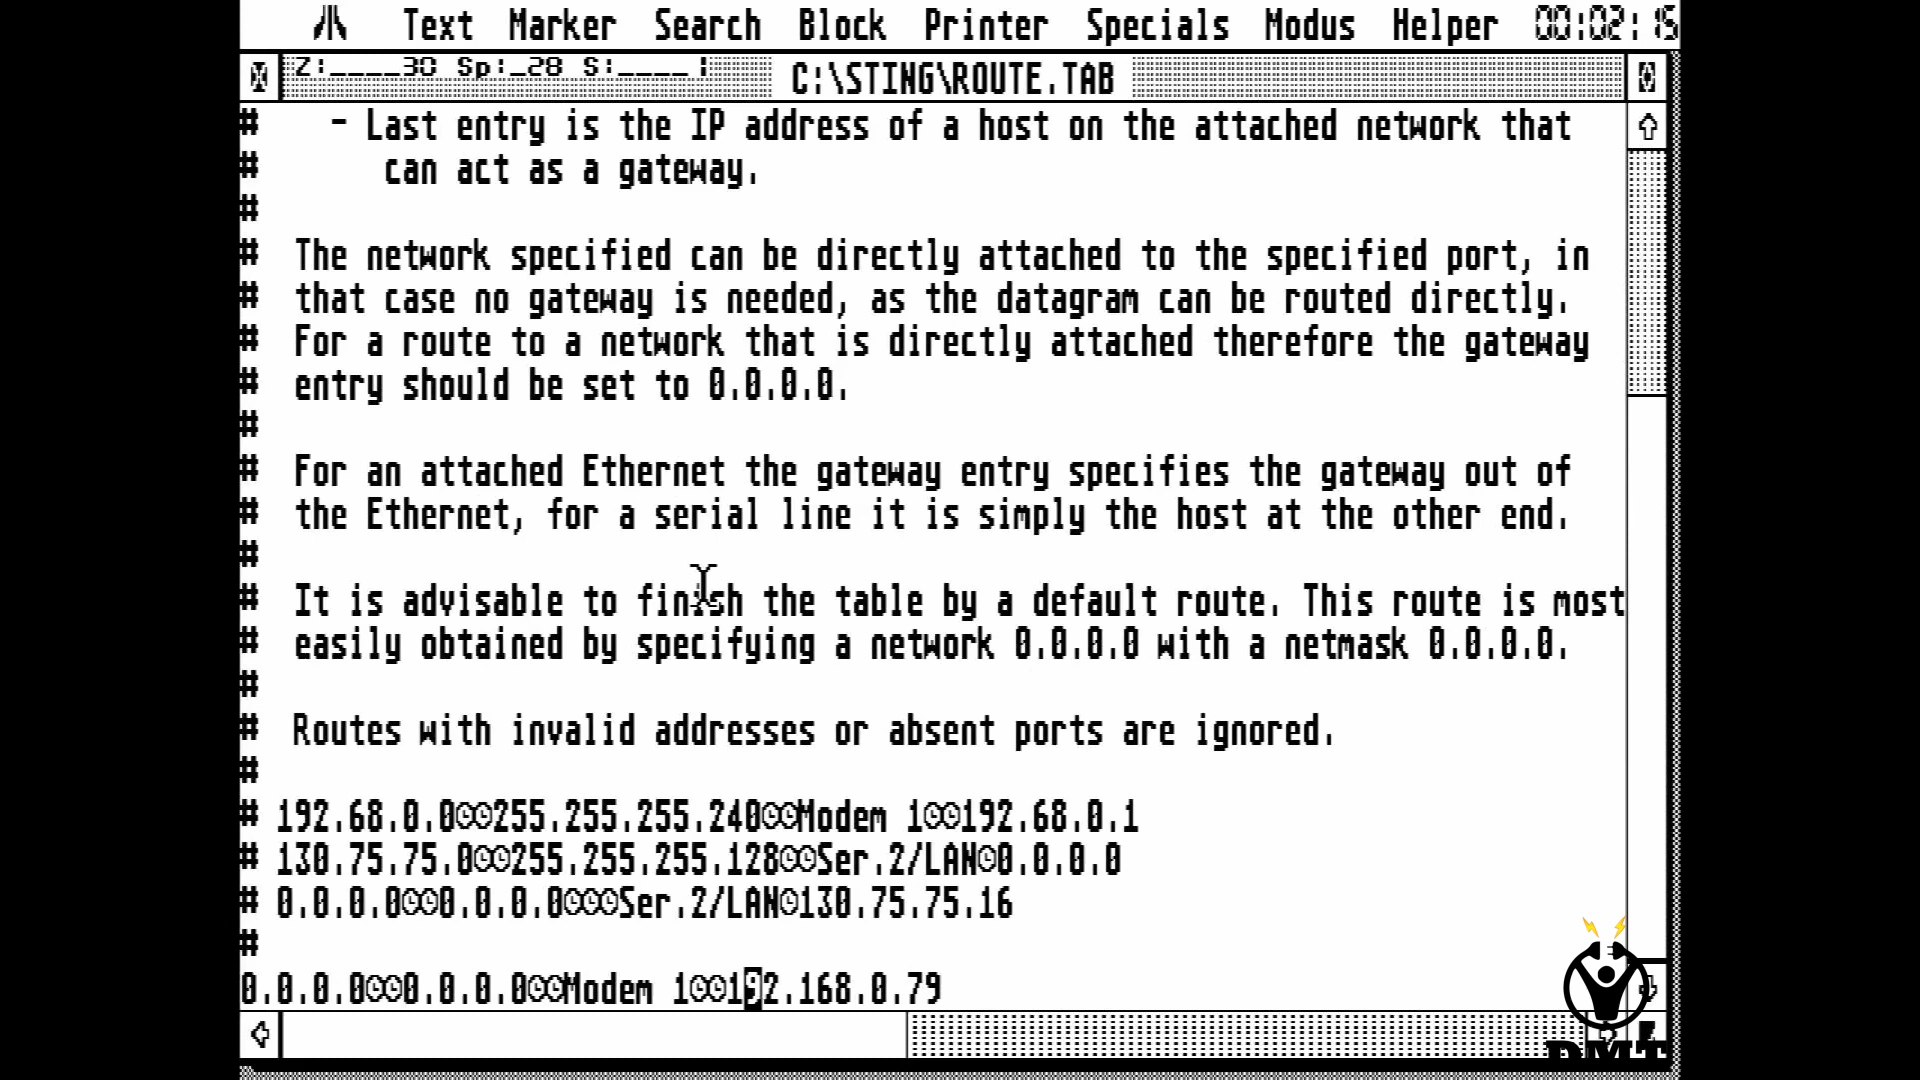 Text Marker Search Block Printer Specials Modus Helper 00:02:15
Z:____30 Sp:_28 S:____! C:\STING\ROUTE.TAB
# - Last entry is the IP address of a host on the attached network that
# can act as a gateway.
#
# The network specified can be directly attached to the specified port, in
# that case no gateway is needed, as the datagram can be routed directly.
# For a route to a network that is directly attached therefore the gateway
# entry should be set to 0.0.0.0.
#
# For an attached Ethernet the gateway entry specifies the gateway out of
# the Ethernet, for a serial line it is simply the host at the other end.
#
# It is advisable to finish the table by a default route. This route is most
# easily obtained by specifying a network 0.0.0.0 with a netmask 0.0.0.0.
#
# Routes with invalid addresses or absent ports are ignored.
#
# 192.68.0.0 255.255.255.240 Modem 1 192.68.0.1
# 130.75.75.0 255.255.255.128 Ser.2/LAN 0.0.0.0
# 0.0.0.0 0.0.0.0 Ser.2/LAN 130.75.75.16
#
0.0.0.0 0.0.0.0 Modem 1 192.168.0.79
DMT